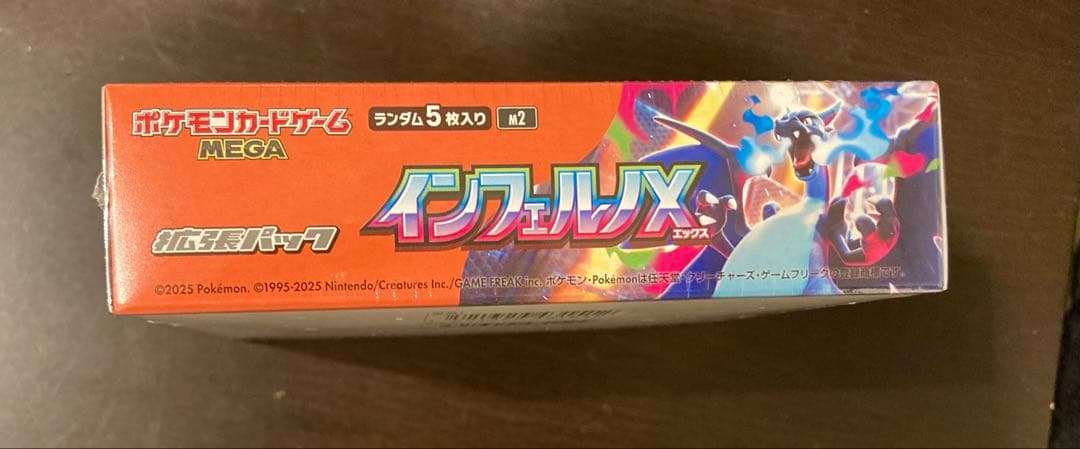 ポケモンカードゲーム
MEGA
ランダム5枚入り M2
インフェルノX
エックス
拡張パック
©2025 Pokémon. ©1995-2025 Nintendo/Creatures Inc./GAME FREAK inc. ポケモン・Pokémonは任天堂・クリーチャーズ・ゲームフリークの登録商標です。